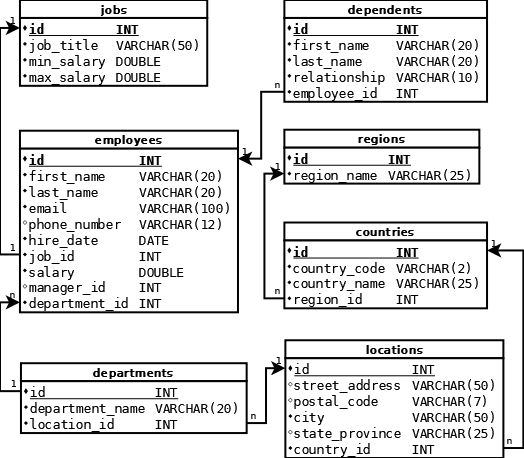 jobs
id INT
job_title VARCHAR(50)
min_salary DOUBLE
max_salary DOUBLE
dependents
id INT
first_name VARCHAR(20)
last_name VARCHAR(20)
relationship VARCHAR(10)
employee_id INT
employees
id INT
first_name VARCHAR(20)
last_name VARCHAR(20)
email VARCHAR(100)
phone_number VARCHAR(12)
hire_date DATE
job_id INT
salary DOUBLE
manager_id INT
department_id INT
regions
id INT
region_name VARCHAR(25)
countries
id INT
country_code VARCHAR(2)
country_name VARCHAR(25)
region_id INT
departments
id INT
department_name VARCHAR(20)
location_id INT
locations
id INT
street_address VARCHAR(50)
postal_code VARCHAR(7)
city VARCHAR(50)
state_province VARCHAR(25)
country_id INT
1
1
n
1
n
1
1
n
n
1
n
1